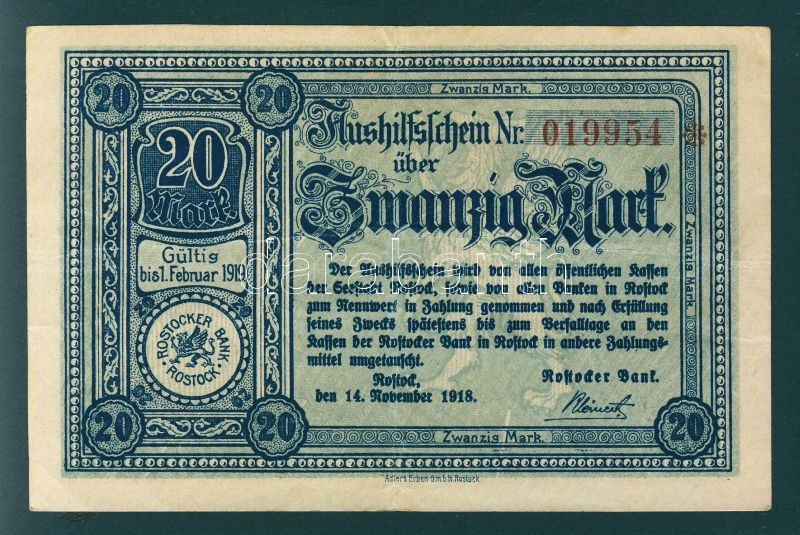 Zwanzig Mark.
20
20
Aushilfsschein Nr. 019954 *
über
Zwanzig Mark.
20
Mark
Gültig
bis 1. Februar 1919
ROSTOCKER BANK
ROSTOCK
Zwanzig Mark.
Der Aushilfsschein wird von allen öffentlichen Kassen
der Seestadt Rostock, sowie von allen Banken in Rostock
zum Nennwert in Zahlung genommen und nach Erfüllung
seines Zwecks spätestens bis zum Verfalltage an den
Kassen der Rostocker Bank in Rostock in andere Zahlungs-
mittel umgetauscht.
Rostock,
den 14. November 1918.
Rostocker Bank.
20
20
20
Zwanzig Mark.
Adlers Erben G.m.b.H. Rostock
darabanth